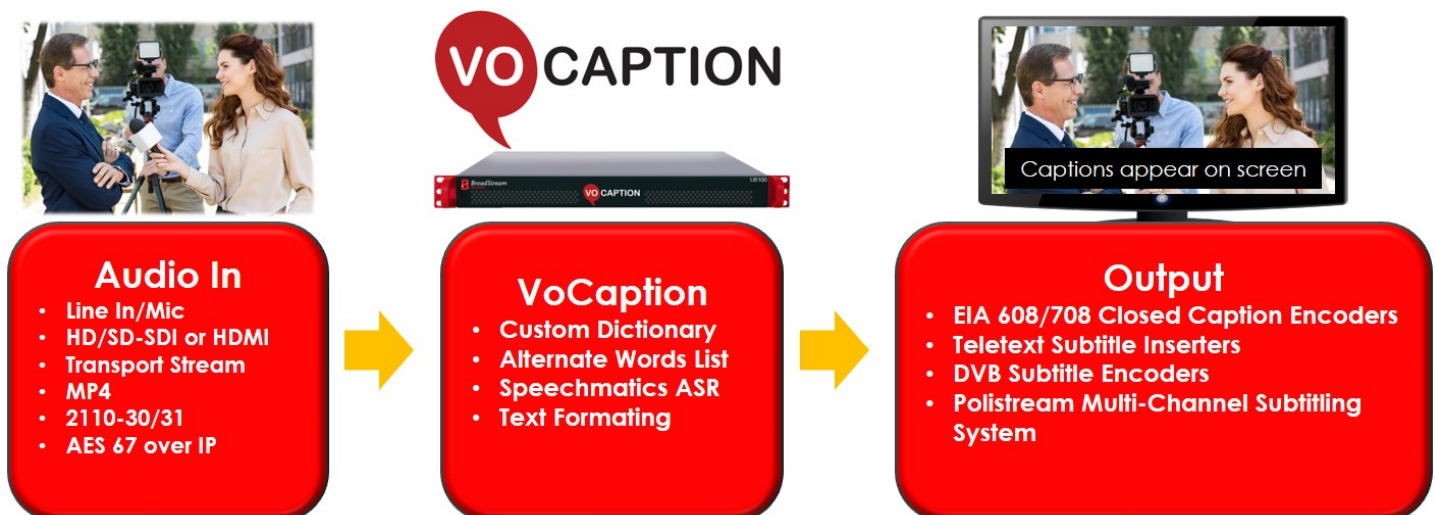 VO CAPTION
BroadStream
VO CAPTION
UB100
Captions appear on screen
Audio In
• Line In/Mic
• HD/SD-SDI or HDMI
• Transport Stream
• MP4
• 2110-30/31
• AES 67 over IP
VoCaption
• Custom Dictionary
• Alternate Words List
• Speechmatics ASR
• Text Formating
Output
• EIA 608/708 Closed Caption Encoders
• Teletext Subtitle Inserters
• DVB Subtitle Encoders
• Polistream Multi-Channel Subtitling
System